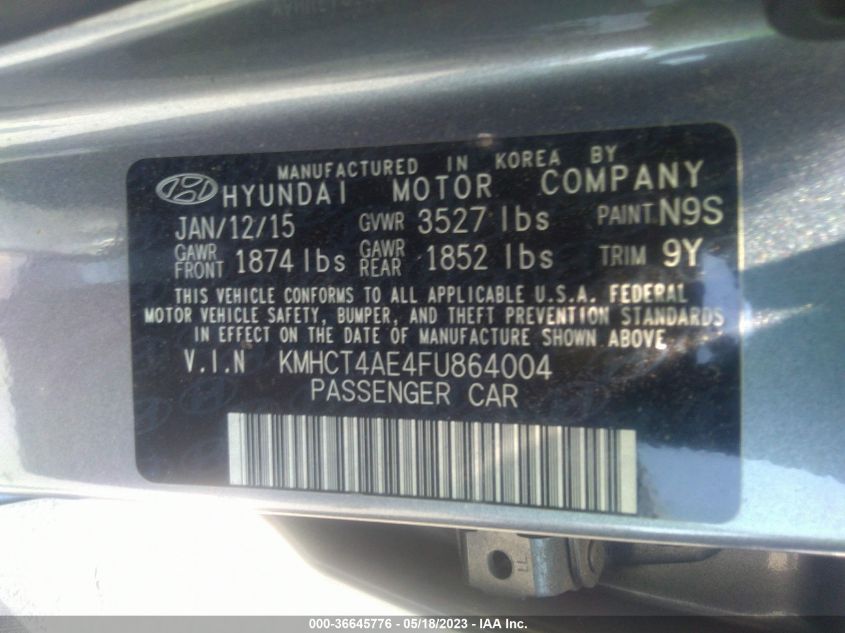 MANUFACTURED IN KOREA BY
HYUNDAI MOTOR COMPANY
JAN/12/15 GVWR 3527 lbs PAINT N9S
GAWR FRONT 1874 lbs GAWR REAR 1852 lbs TRIM 9Y
THIS VEHICLE CONFORMS TO ALL APPLICABLE U.S.A. FEDERAL
MOTOR VEHICLE SAFETY, BUMPER, AND THEFT PREVENTION STANDARDS
IN EFFECT ON THE DATE OF MANUFACTURE SHOWN ABOVE
V.I.N KMHCT4AE4FU864004
PASSENGER CAR
000-36645776 - 05/18/2023 - IAA Inc.